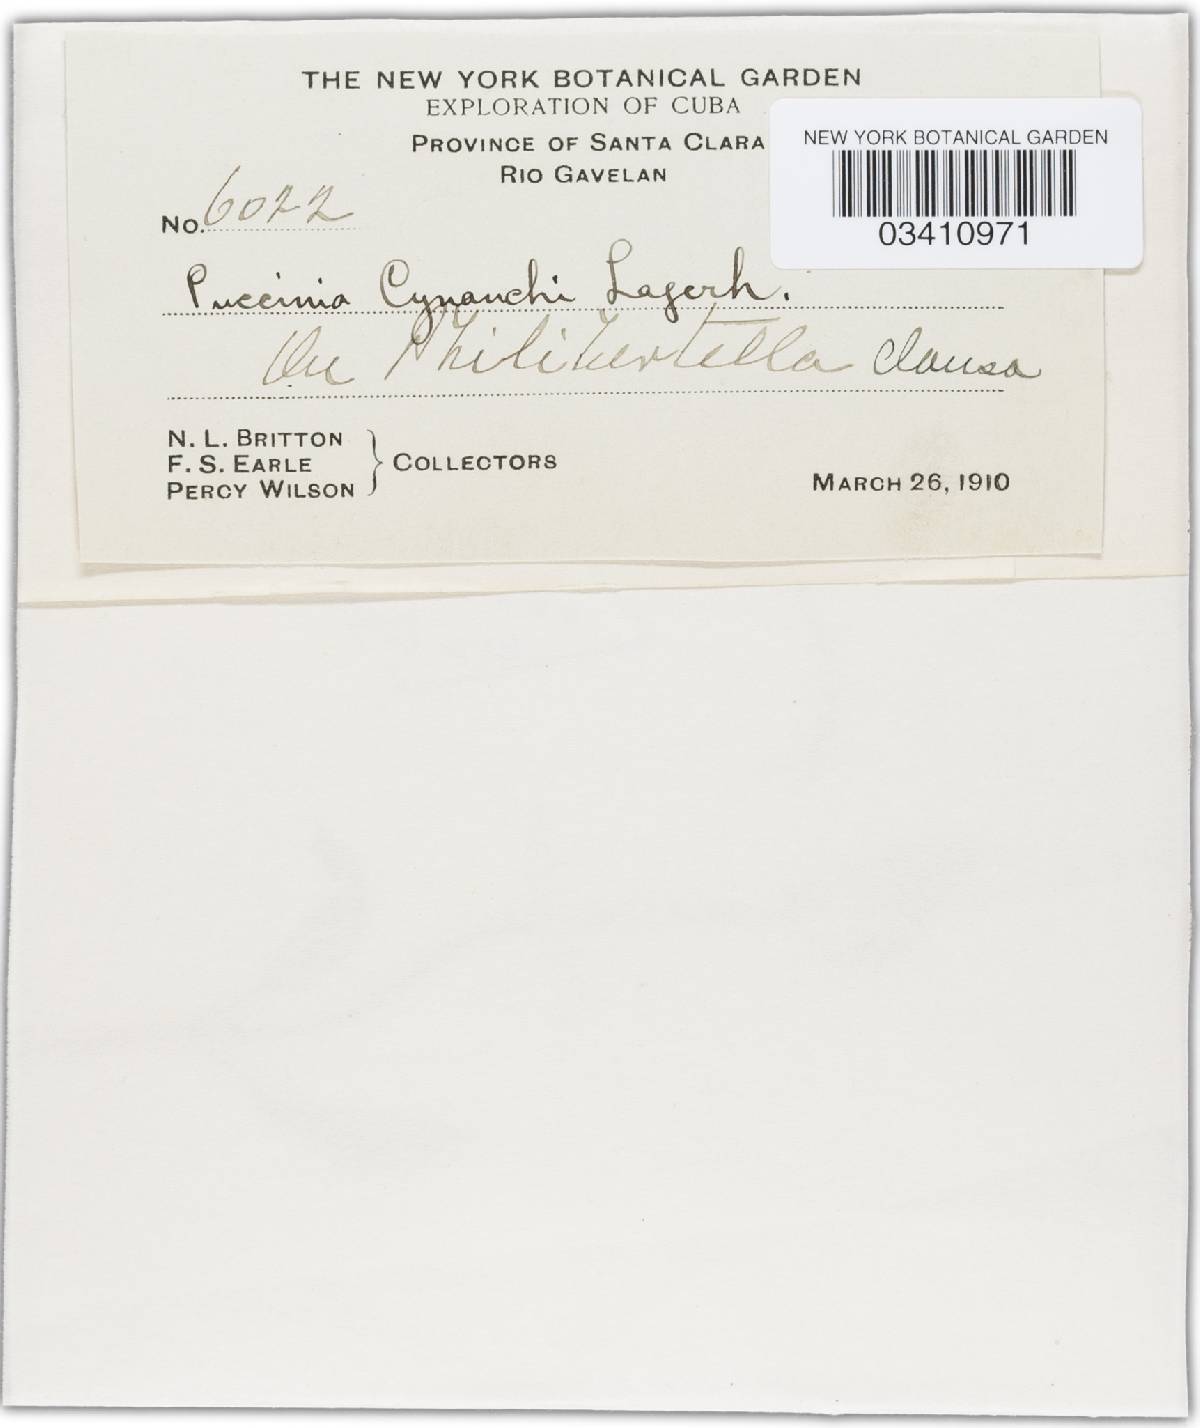 THE NEW YORK BOTANICAL GARDEN
EXPLORATION OF CUBA
PROVINCE OF SANTA CLARA
RIO GAVELAN
NEW YORK BOTANICAL GARDEN
03410971
No. 6022
Puccinia Cynanchi Lagerh.
On Philibertella clausa
N. L. BRITTON
F. S. EARLE
PERCY WILSON
COLLECTORS
MARCH 26, 1910